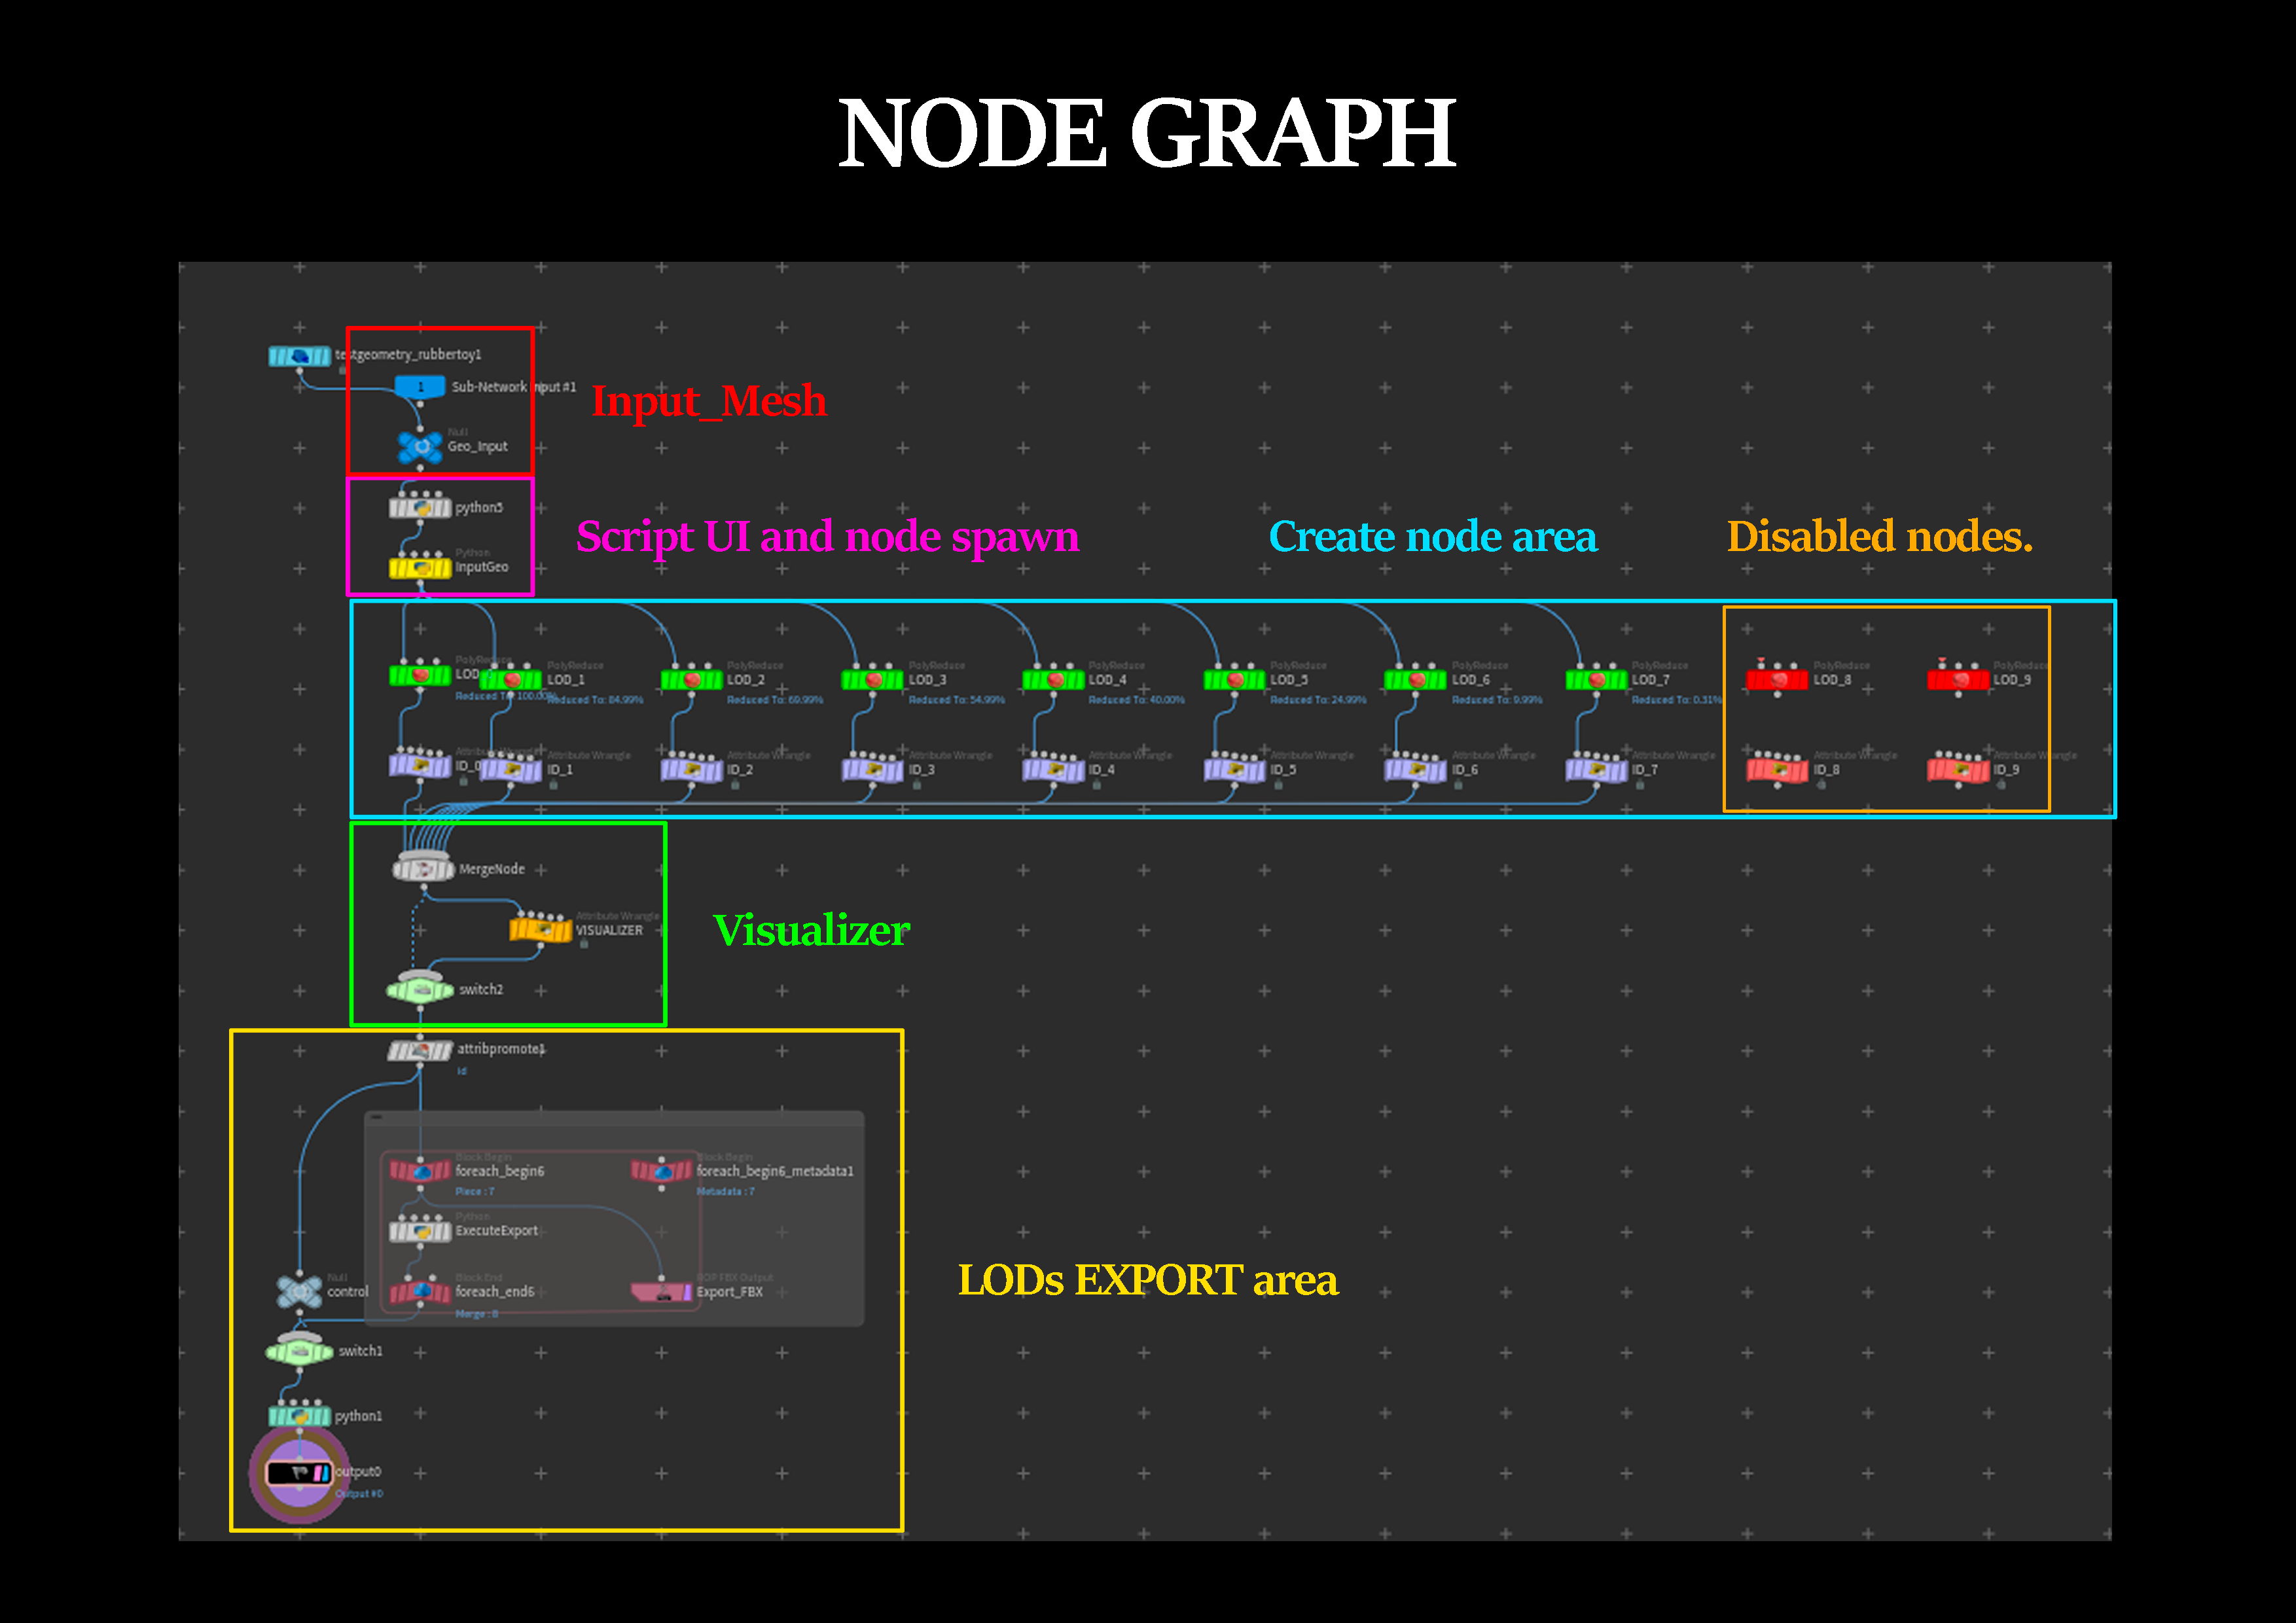 NODE GRAPH
testgeometry_rubbertoy1
1
Sub-Network Input #1
Input_Mesh
Null
Geo_Input
python5
Script UI and node spawn
Create node area
Disabled nodes.
Python
InputGeo
PolyReduce
LOD_
Reduced To: 100.00%
PolyReduce
LOD_1
Reduced To: 84.99%
PolyReduce
LOD_2
Reduced To: 69.99%
PolyReduce
LOD_3
Reduced To: 54.99%
PolyReduce
LOD_4
Reduced To: 40.00%
PolyReduce
LOD_5
Reduced To: 24.99%
PolyReduce
LOD_6
Reduced To: 9.99%
PolyReduce
LOD_7
Reduced To: 0.31%
PolyReduce
LOD_8
PolyReduce
LOD_9
Attribute Wrangle
ID_0
Attribute Wrangle
ID_1
Attribute Wrangle
ID_2
Attribute Wrangle
ID_3
Attribute Wrangle
ID_4
Attribute Wrangle
ID_5
Attribute Wrangle
ID_6
Attribute Wrangle
ID_7
Attribute Wrangle
ID_8
Attribute Wrangle
ID_9
MergeNode
Attribute Wrangle
VISUALIZER
Visualizer
switch2
attribpromote1
id
Block Begin
foreach_begin6
Piece : 7
Block Begin
foreach_begin6_metadata1
Metadata : 7
Python
ExecuteExport
Block End
foreach_end6
Merge : 8
ROP FBX Output
Export_FBX
LODs EXPORT area
Null
control
switch1
python1
output0
Output #0